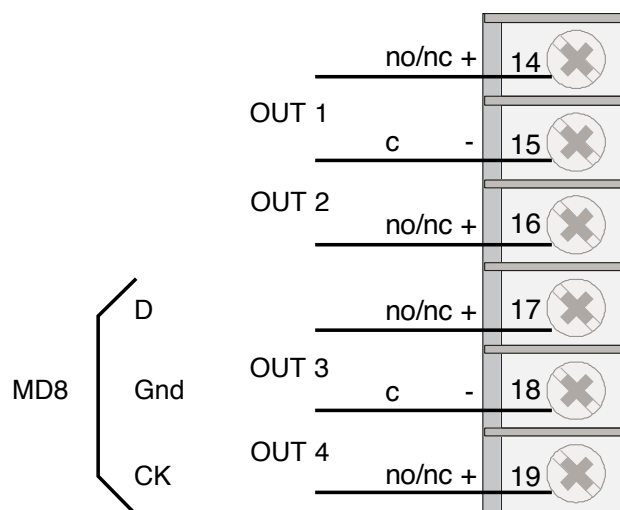 no/nc + 14
OUT 1
c - 15
OUT 2
no/nc + 16
D no/nc + 17
OUT 3
MD8 Gnd c - 18
OUT 4
CK no/nc + 19